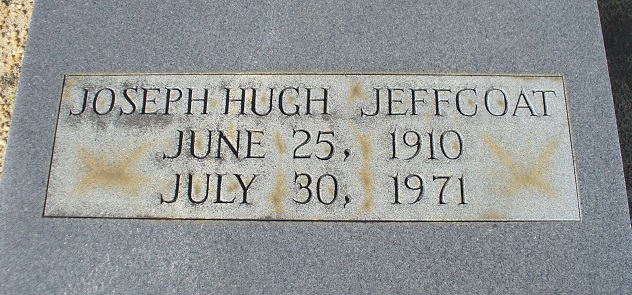 JOSEPH HUGH JEFFCOAT
JUNE 25, 1910
JULY 30, 1971